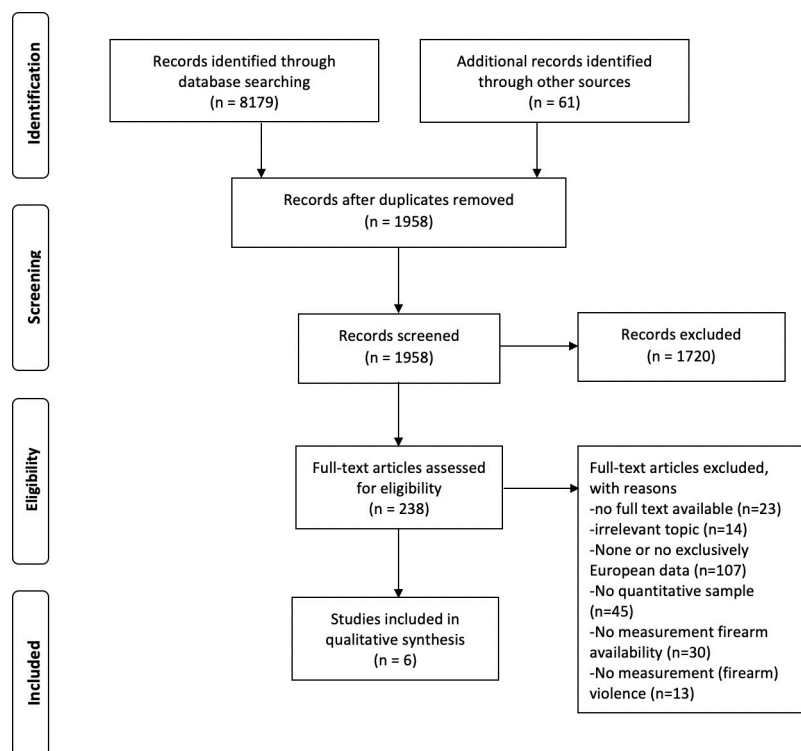 Identification
Records identified through
database searching
(n = 8179)
Additional records identified
through other sources
(n = 61)
Records after duplicates removed
(n = 1958)
Screening
Records screened
(n = 1958)
Records excluded
(n = 1720)
Eligibility
Full-text articles assessed
for eligibility
(n = 238)
Full-text articles excluded,
with reasons
-no full text available (n=23)
-irrelevant topic (n=14)
-None or no exclusively
European data (n=107)
-No quantitative sample
(n=45)
-No measurement firearm
availability (n=30)
-No measurement (firearm)
violence (n=13)
Included
Studies included in
qualitative synthesis
(n = 6)